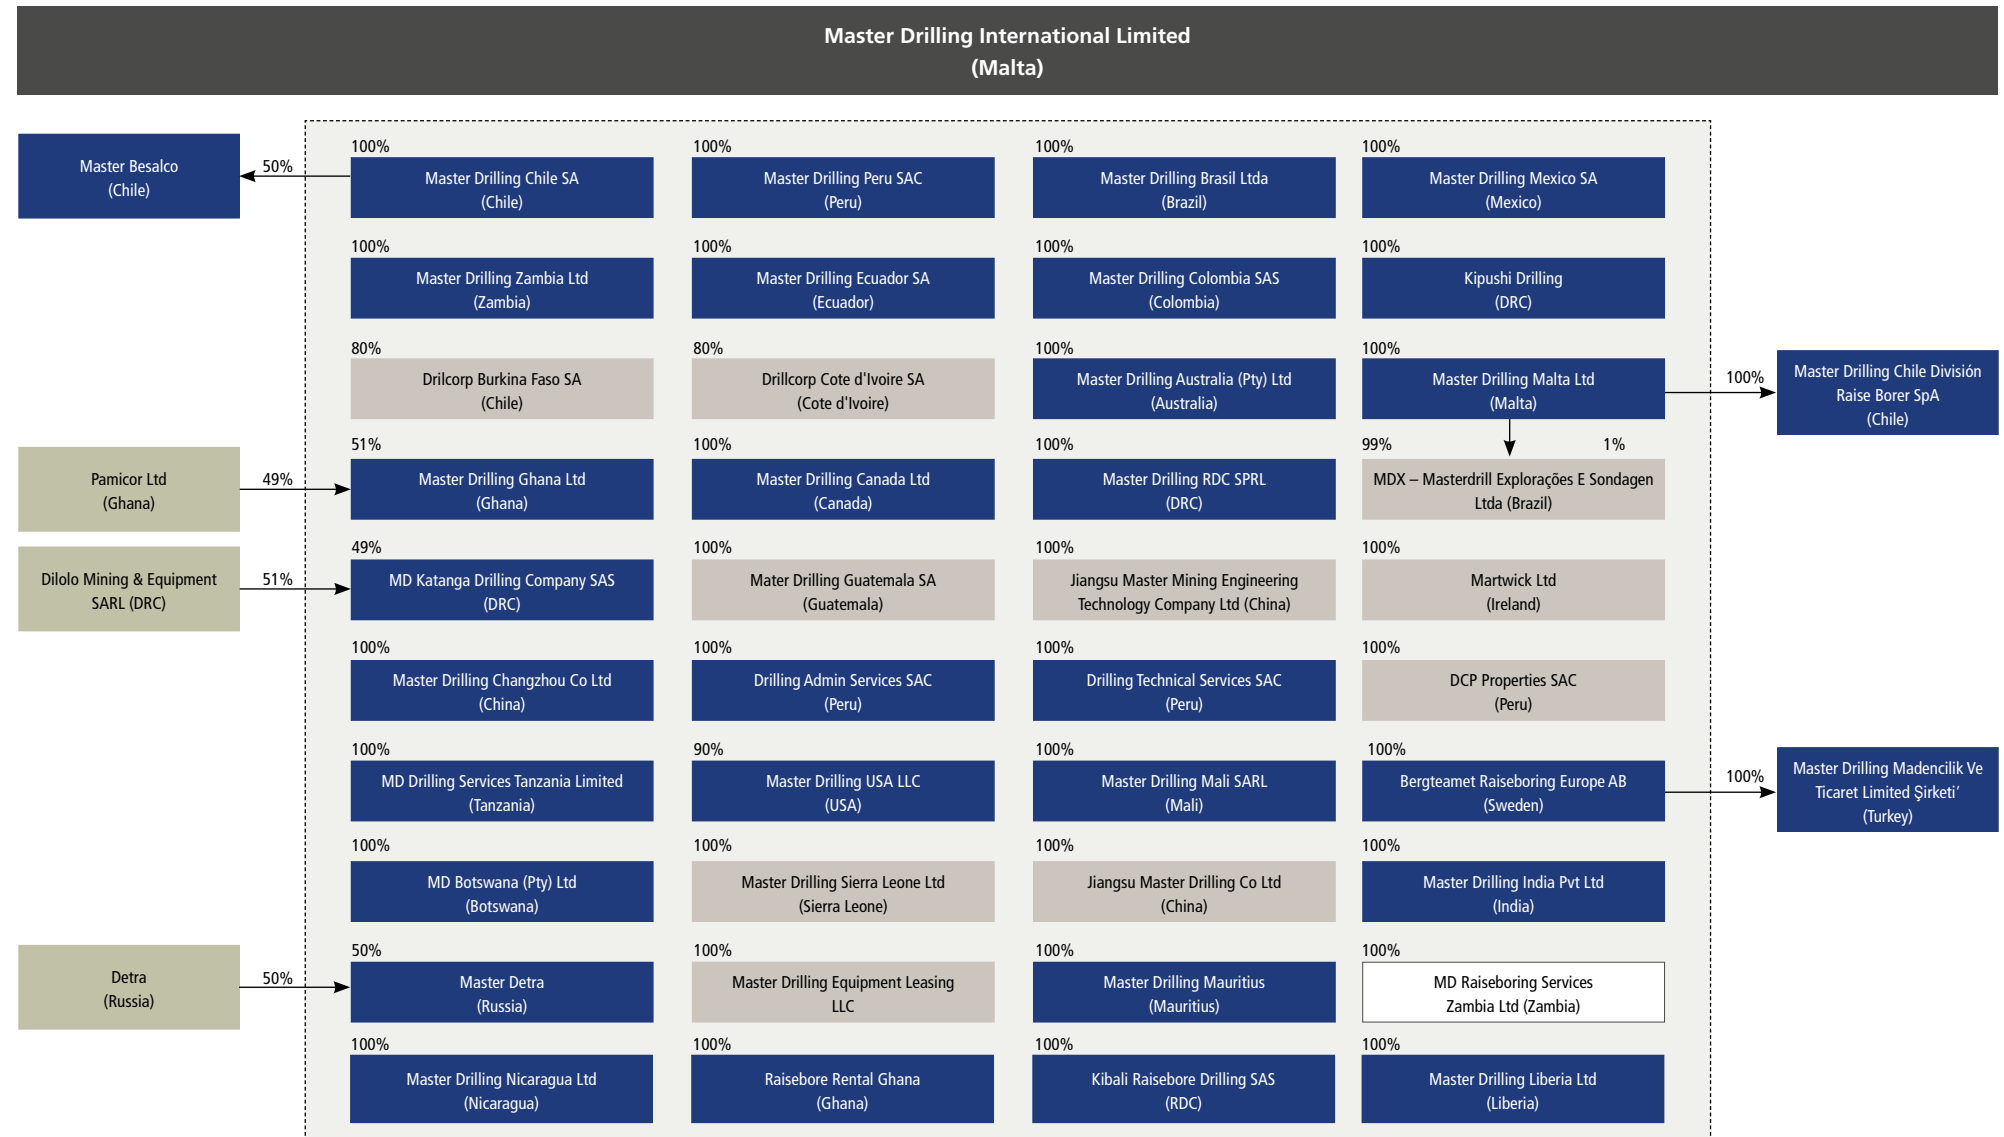 Master Drilling International Limited
(Malta)
Master Besalco
(Chile)
50%
100%
Master Drilling Chile SA
(Chile)
100%
Master Drilling Peru SAC
(Peru)
100%
Master Drilling Brasil Ltda
(Brazil)
100%
Master Drilling Mexico SA
(Mexico)
100%
Master Drilling Zambia Ltd
(Zambia)
100%
Master Drilling Ecuador SA
(Ecuador)
100%
Master Drilling Colombia SAS
(Colombia)
100%
Kipushi Drilling
(DRC)
80%
Drilcorp Burkina Faso SA
(Chile)
80%
Drillcorp Cote d'Ivoire SA
(Cote d'Ivoire)
100%
Master Drilling Australia (Pty) Ltd
(Australia)
100%
Master Drilling Malta Ltd
(Malta)
100%
Master Drilling Chile División
Raise Borer SpA
(Chile)
Pamicor Ltd
(Ghana)
49%
51%
Master Drilling Ghana Ltd
(Ghana)
100%
Master Drilling Canada Ltd
(Canada)
100%
Master Drilling RDC SPRL
(DRC)
99%
1%
MDX – Masterdrill Explorações E Sondagen
Ltda (Brazil)
Dilolo Mining & Equipment
SARL (DRC)
51%
49%
MD Katanga Drilling Company SAS
(DRC)
100%
Mater Drilling Guatemala SA
(Guatemala)
100%
Jiangsu Master Mining Engineering
Technology Company Ltd (China)
100%
Martwick Ltd
(Ireland)
100%
Master Drilling Changzhou Co Ltd
(China)
100%
Drilling Admin Services SAC
(Peru)
100%
Drilling Technical Services SAC
(Peru)
100%
DCP Properties SAC
(Peru)
100%
MD Drilling Services Tanzania Limited
(Tanzania)
90%
Master Drilling USA LLC
(USA)
100%
Master Drilling Mali SARL
(Mali)
100%
Bergteamet Raiseboring Europe AB
(Sweden)
100%
Master Drilling Madencilik Ve
Ticaret Limited Şirketi’
(Turkey)
100%
MD Botswana (Pty) Ltd
(Botswana)
100%
Master Drilling Sierra Leone Ltd
(Sierra Leone)
100%
Jiangsu Master Drilling Co Ltd
(China)
100%
Master Drilling India Pvt Ltd
(India)
Detra
(Russia)
50%
50%
Master Detra
(Russia)
100%
Master Drilling Equipment Leasing
LLC
100%
Master Drilling Mauritius
(Mauritius)
100%
MD Raiseboring Services
Zambia Ltd (Zambia)
100%
Master Drilling Nicaragua Ltd
(Nicaragua)
100%
Raisebore Rental Ghana
(Ghana)
100%
Kibali Raisebore Drilling SAS
(RDC)
100%
Master Drilling Liberia Ltd
(Liberia)